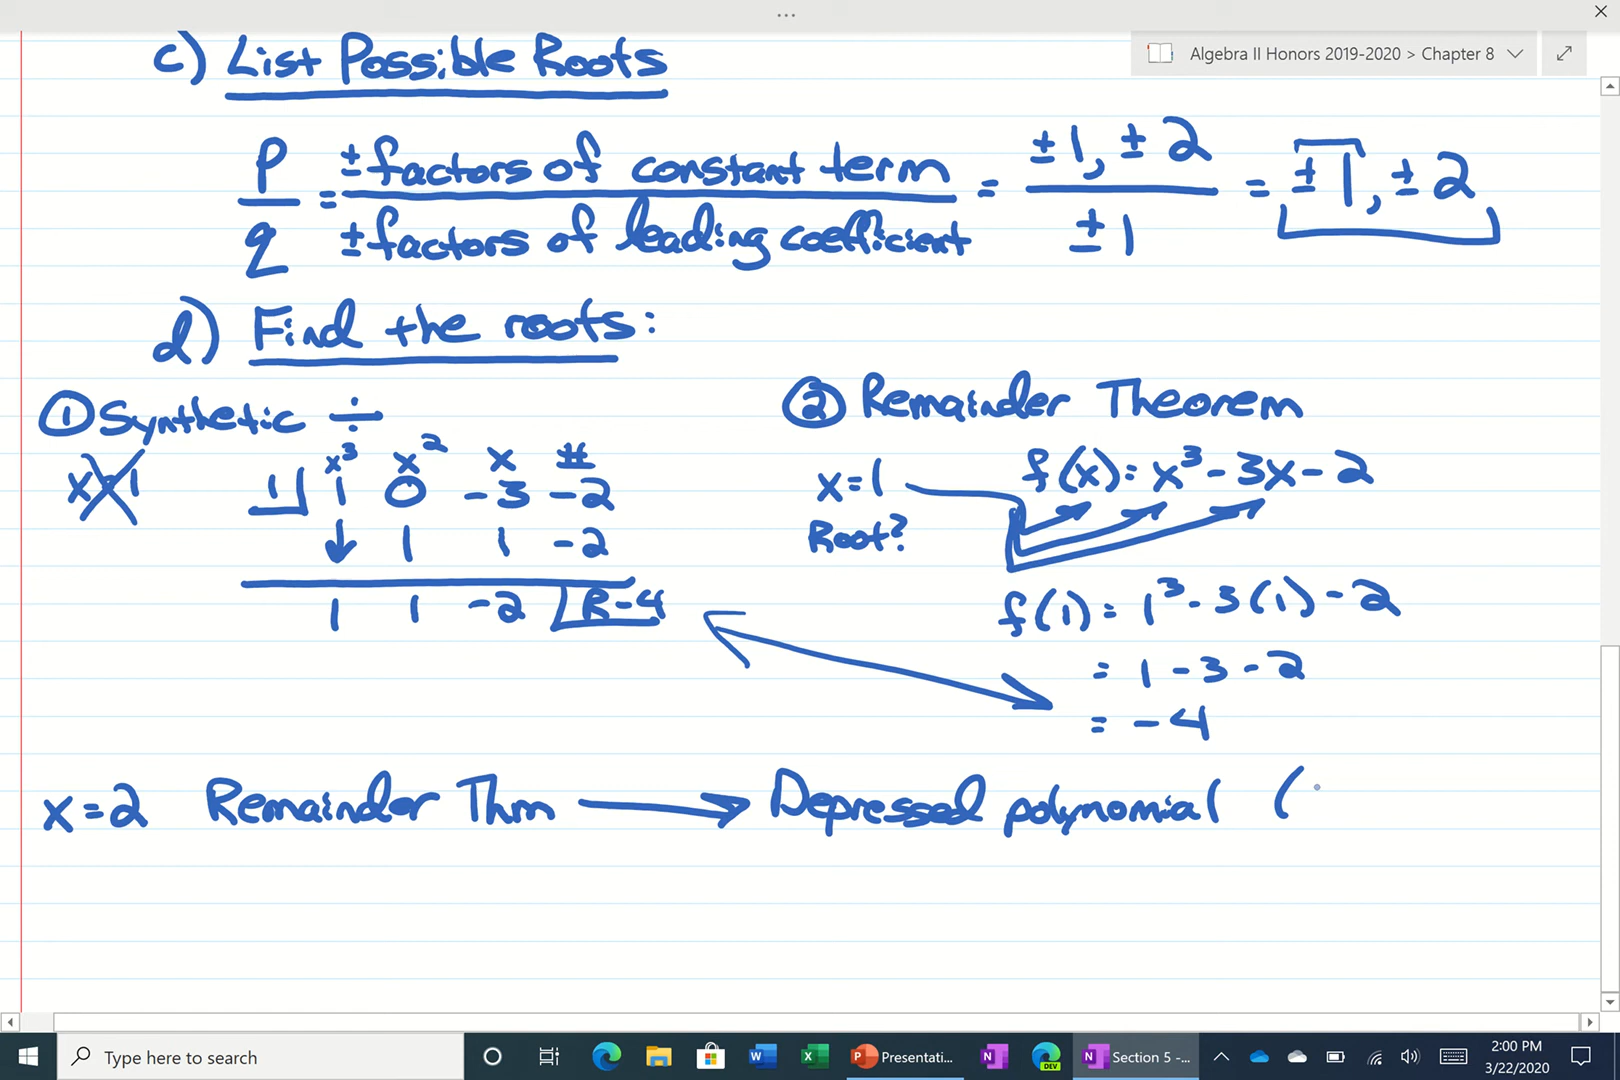 Algebra II Honors 2019-2020 > Chapter 8
c) List Possible Roots
p/q = ±factors of constant term / ±factors of leading coefficient = ±1, ±2 / ±1 = ±1, ±2
d) Find the roots:
① Synthetic ÷
x³ x² x #
x=1 1 1 0 -3 -2
↓ 1 1 -2
1 1 -2 R-4
② Remainder Theorem
x=1 f(x) = x³ - 3x - 2
Root?
f(1) = 1³ - 3(1) - 2
= 1 - 3 - 2
= -4
x=2 Remainder Thm → Depressed polynomial (
Type here to search
Presentati...
DEV
Section 5 -...
2:00 PM
3/22/2020